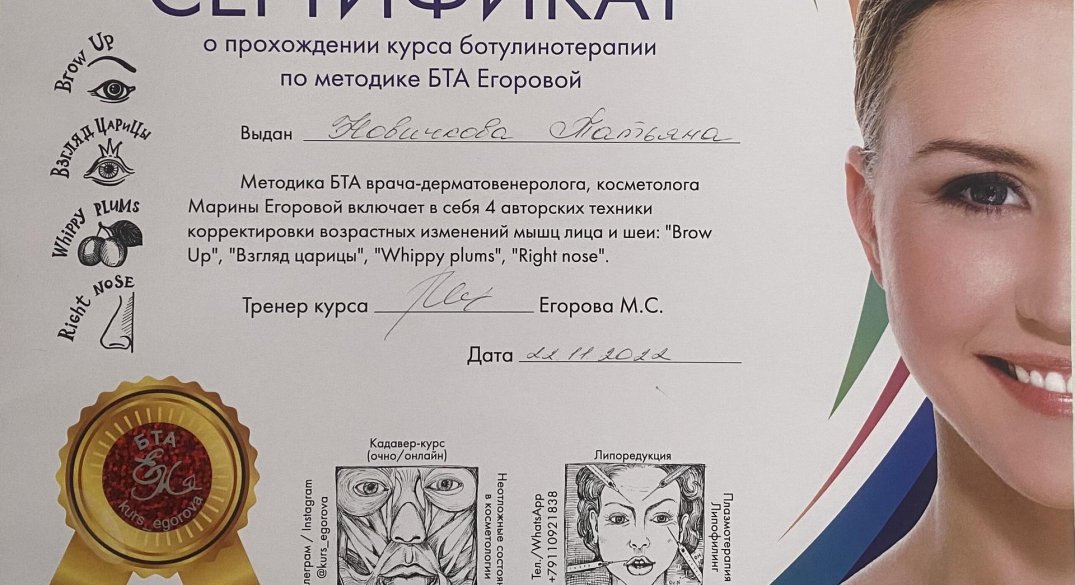 СЕРТИФИКАТ
о прохождении курса ботулинотерапии
по методике БТА Егоровой
Brow Up
Выдан Новичкова Татьяна
Взгляд Царицы
Методика БТА врача-дерматовенеролога, косметолога
Марины Егоровой включает в себя 4 авторских техники
корректировки возрастных изменений мышц лица и шеи: "Brow
Up", "Взгляд царицы", "Whippy plums", "Right nose".
Whippy Plums
Right Nose
Тренер курса Егорова М.С.
Дата 22 11 2022
БТА
kurs_egorova
Кадавер-курс
(очно/онлайн)
/ Instagram
@kurs_egorova
Неотложные
в косметологии
Липоредукция
Тел./WhatsApp
+79110921838
Плазмотерапия
Липофилинг